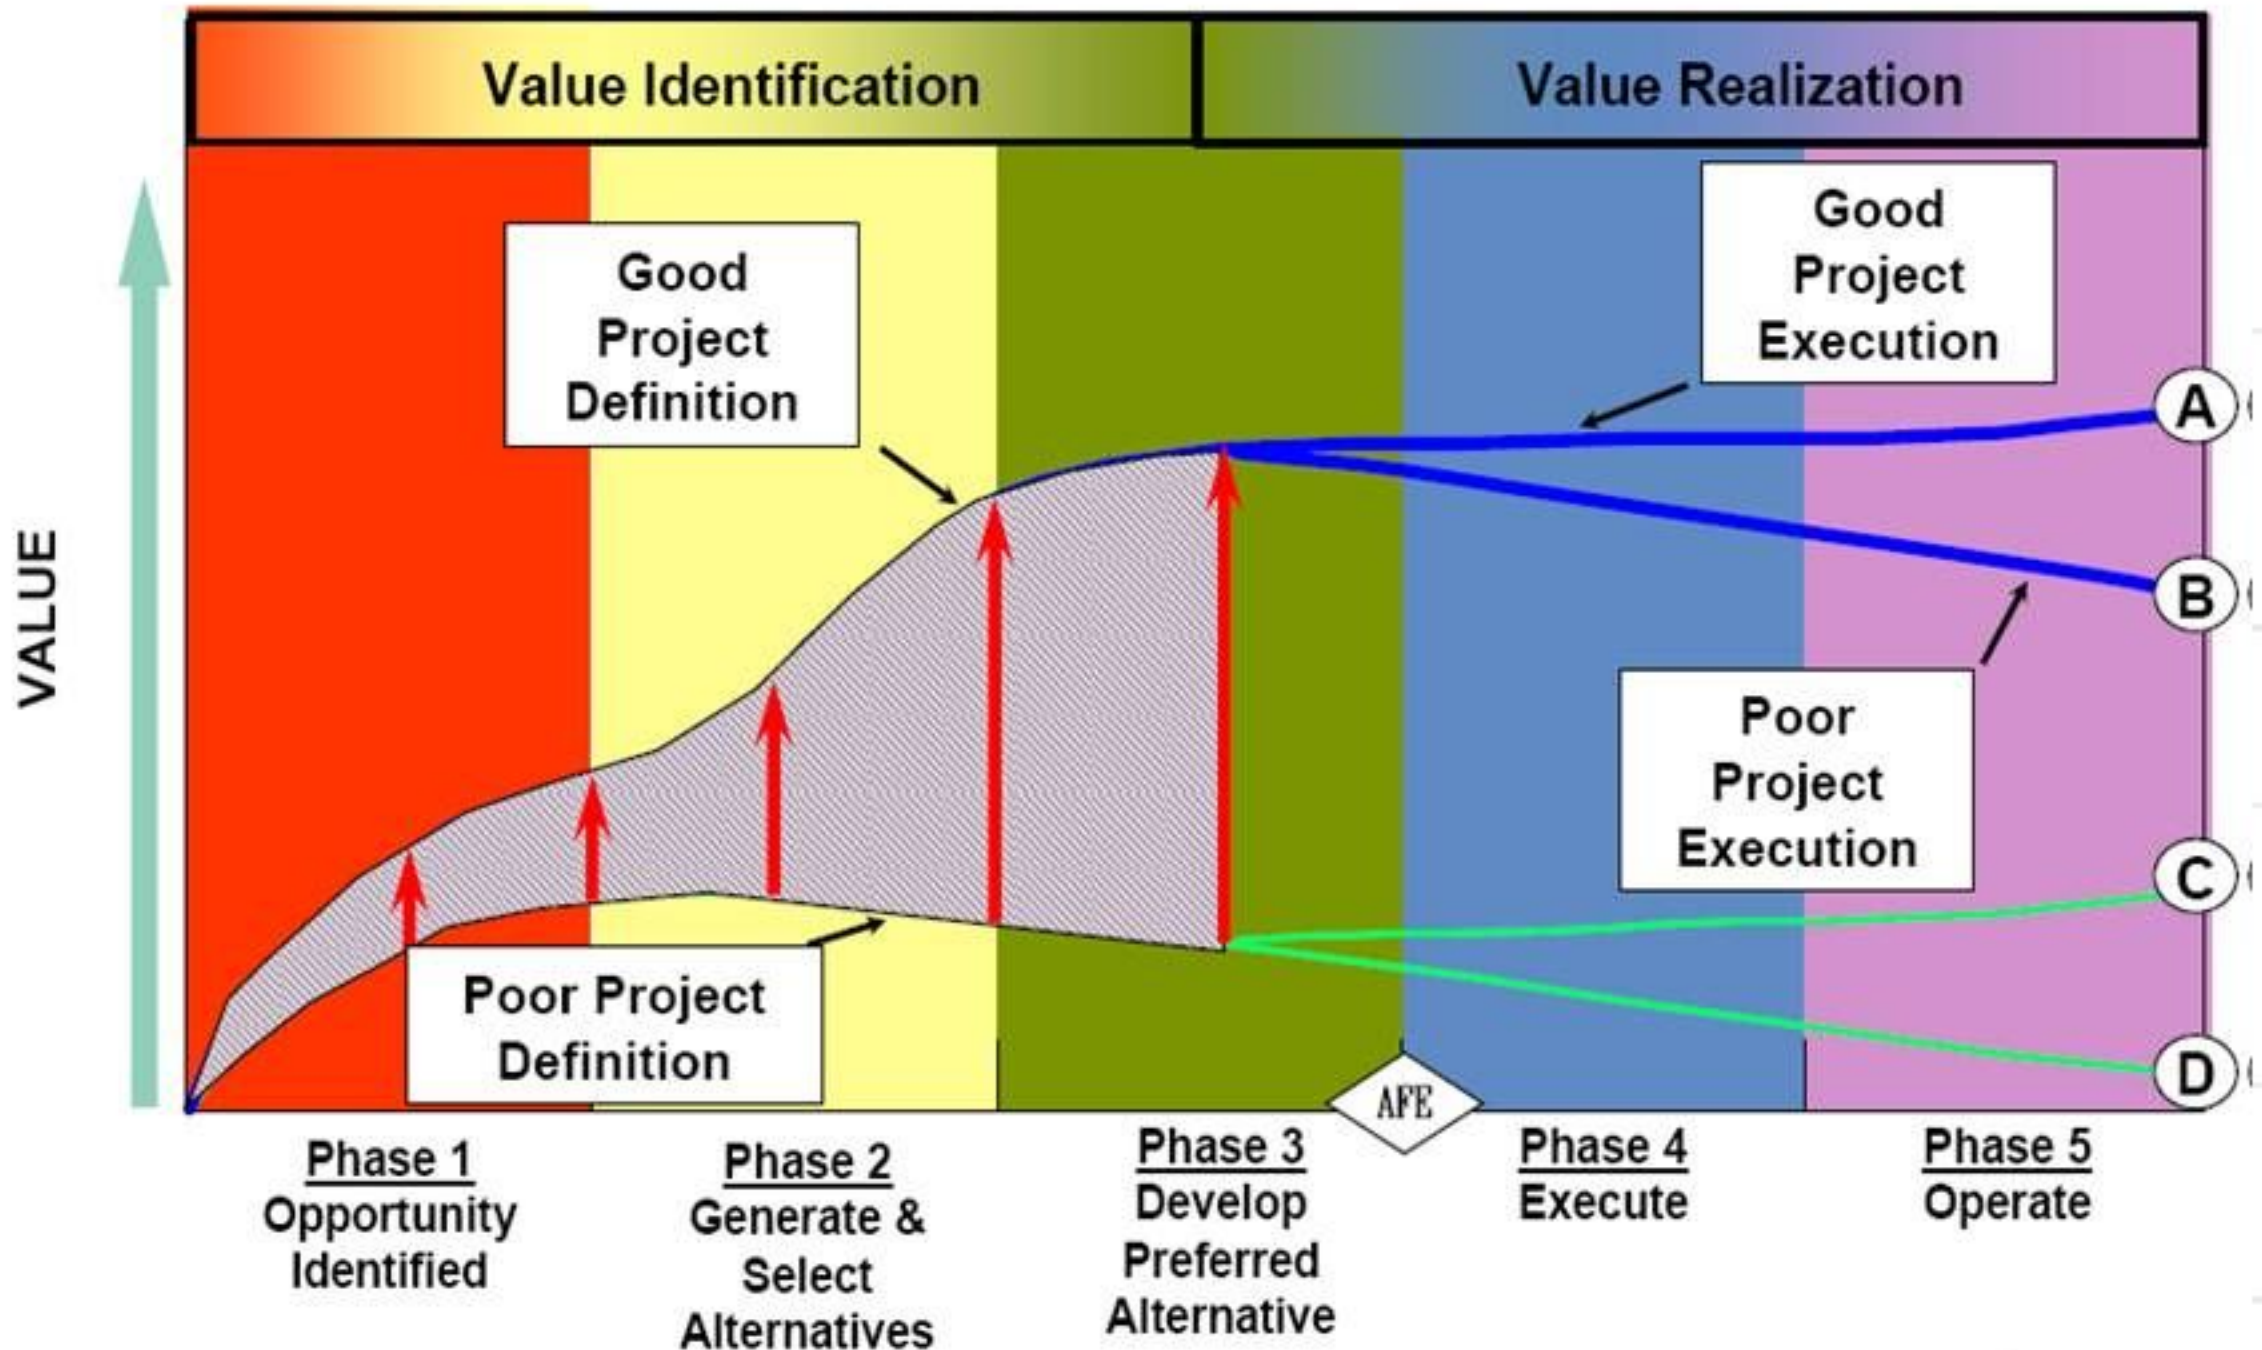 Value Identification
Value Realization
VALUE
Good
Project
Definition
Good
Project
Execution
A
B
Poor
Project
Execution
C
D
Poor Project
Definition
AFE
Phase 1
Opportunity
Identified
Phase 2
Generate &
Select
Alternatives
Phase 3
Develop
Preferred
Alternative
Phase 4
Execute
Phase 5
Operate